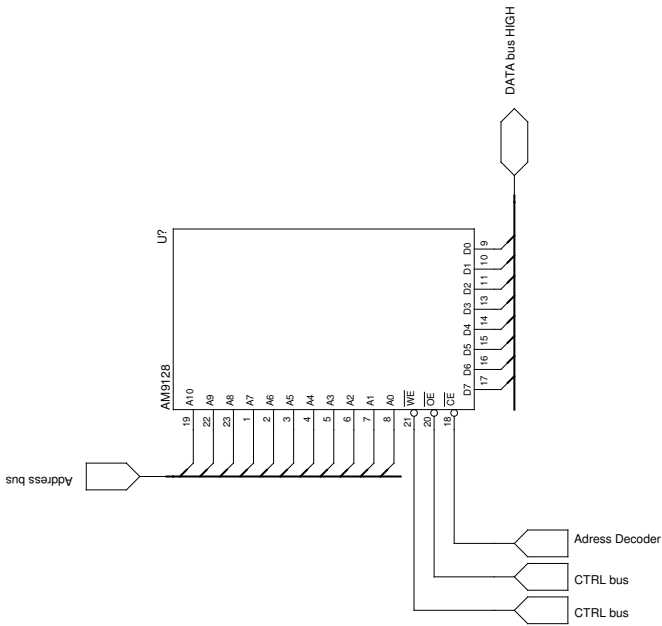 DATA bus HIGH
U?
AM9128
19 A10
22 A9
23 A8
1 A7
2 A6
3 A5
4 A4
5 A3
6 A2
7 A1
8 A0
21 WE
20 OE
18 CE
D0 9
D1 10
D2 11
D3 13
D4 14
D5 15
D6 16
D7 17
Address bus
Adress Decoder
CTRL bus
CTRL bus